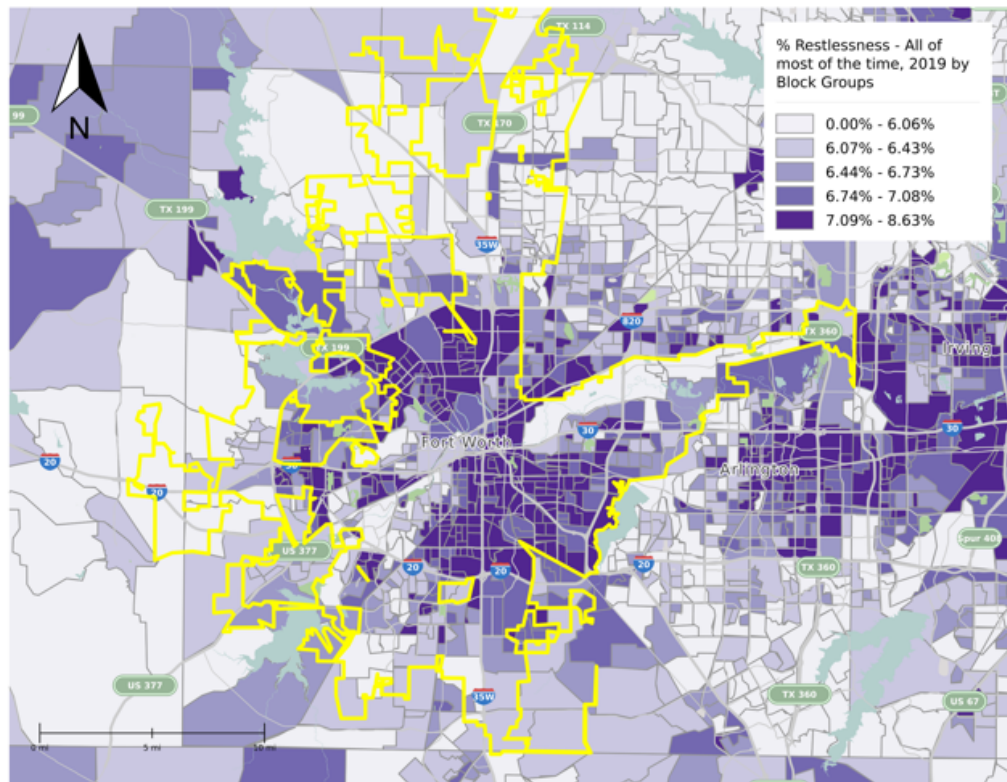 TX 114
% Restlessness - All of
most of the time, 2019 by
Block Groups
0.00% - 6.06%
6.07% - 6.43%
6.44% - 6.73%
6.74% - 7.08%
7.09% - 8.63%
N
99
TX 170
TX 199
35W
820
TX 360
TX 199
Irving
30
30
Fort Worth
Arlington
20
20
US 377
20
20
20
TX 360
US 377
35W
TX 360
US 67
0 mi
5 mi
10 mi